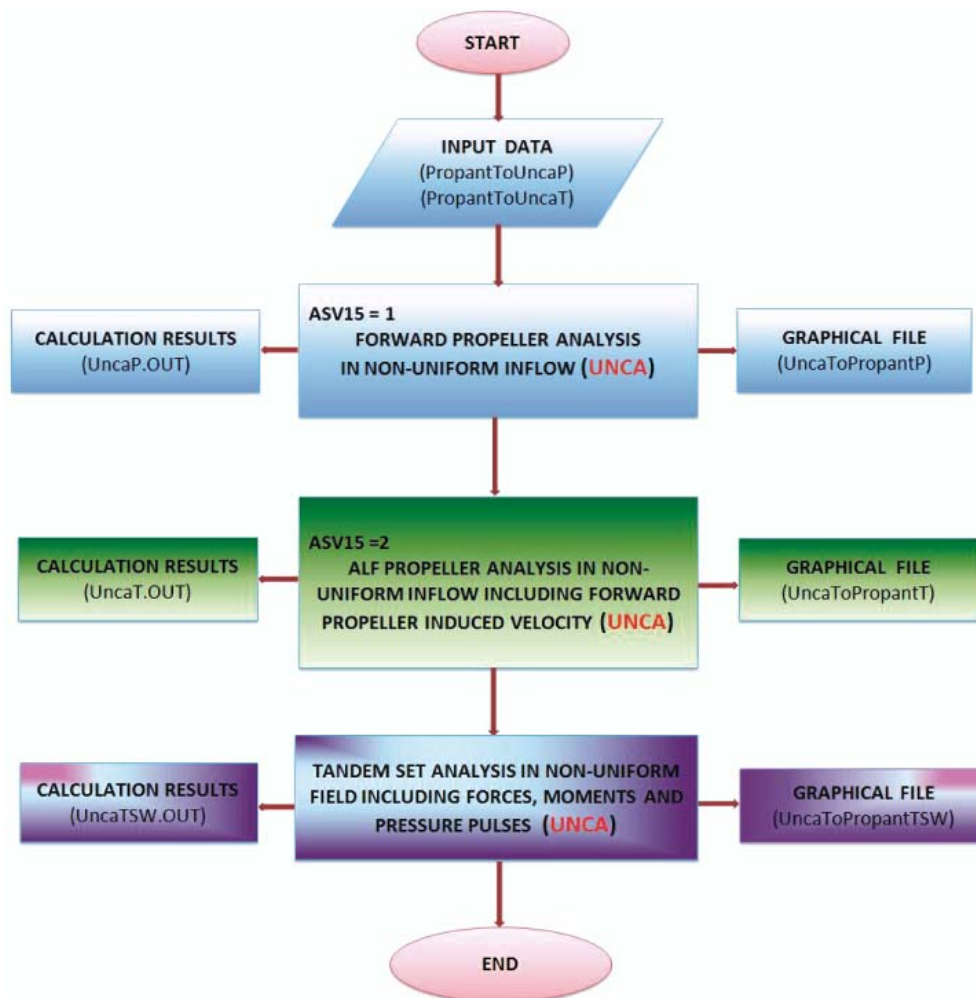 START
INPUT DATA
(PropantToUncaP)
(PropantToUncaT)
ASV15 = 1
FORWARD PROPELLER ANALYSIS
IN NON-UNIFORM INFLOW (UNCA)
CALCULATION RESULTS
(UncaP.OUT)
GRAPHICAL FILE
(UncaToPropantP)
ASV15 =2
ALF PROPELLER ANALYSIS IN NON-
UNIFORM INFLOW INCLUDING FORWARD
PROPELLER INDUCED VELOCITY (UNCA)
CALCULATION RESULTS
(UncaT.OUT)
GRAPHICAL FILE
(UncaToPropantT)
TANDEM SET ANALYSIS IN NON-UNIFORM
FIELD INCLUDING FORCES, MOMENTS AND
PRESSURE PULSES (UNCA)
CALCULATION RESULTS
(UncaTSW.OUT)
GRAPHICAL FILE
(UncaToPropantTSW)
END